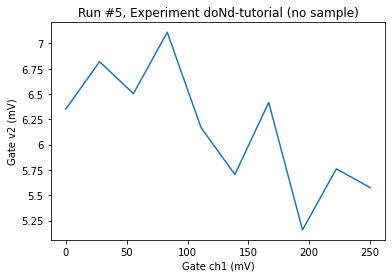 Run #5, Experiment doNd-tutorial (no sample)
7
6.75
6.5
6.25
6
5.75
5.5
5.25
Gate v2 (mV)
0 50 100 150 200 250
Gate ch1 (mV)